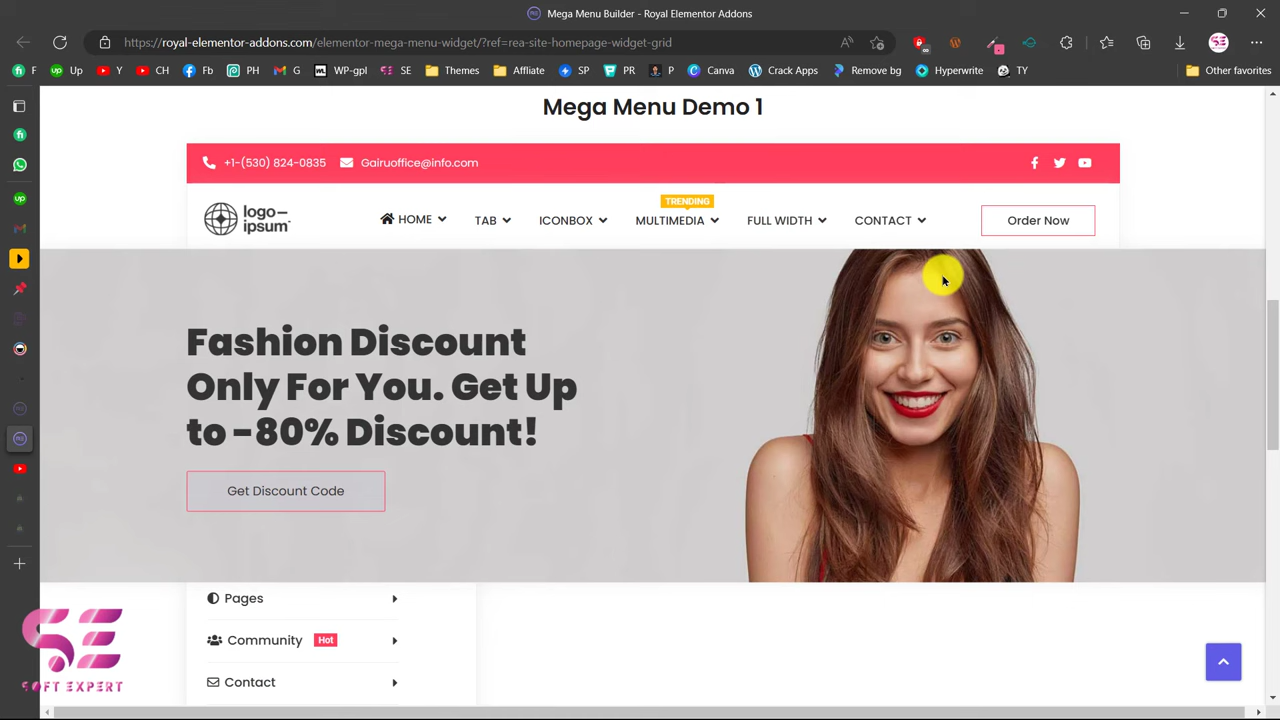 Mega Menu Builder - Royal Elementor Addons
https://royal-elementor-addons.com/elementor-mega-menu-widget/?ref=rea-site-homepage-widget-grid
F Up Y CH Fb PH G WP-gpl SE Themes Affliate SP PR P Canva Crack Apps Remove bg Hyperwrite TY Other favorites
Mega Menu Demo 1
+1-(530) 824-0835 Gairuoffice@info.com
TRENDING
logo-
ipsum
HOME TAB ICONBOX MULTIMEDIA FULL WIDTH CONTACT Order Now
Fashion Discount
Only For You. Get Up
to -80% Discount!
Get Discount Code
Pages
Community Hot
Contact
SE
SOFT EXPERT